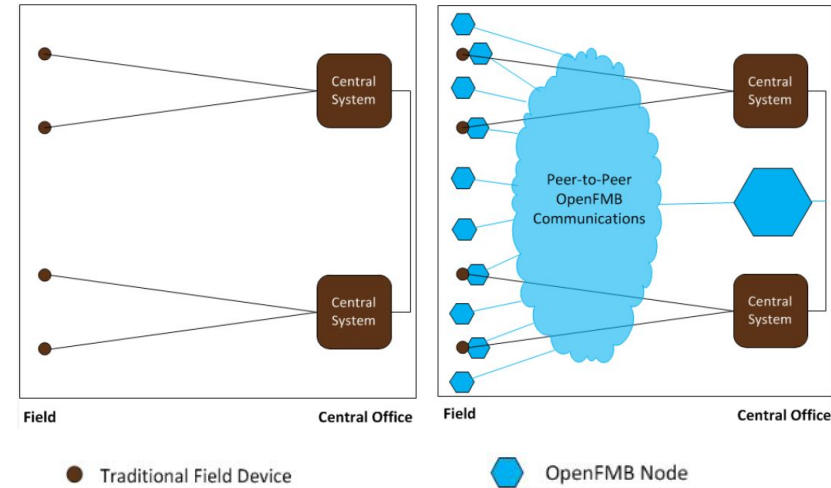 Central
System
Central
System
Field
Central Office
Central
System
Peer-to-Peer
OpenFMB
Communications
Central
System
Field
Central Office
Traditional Field Device
OpenFMB Node